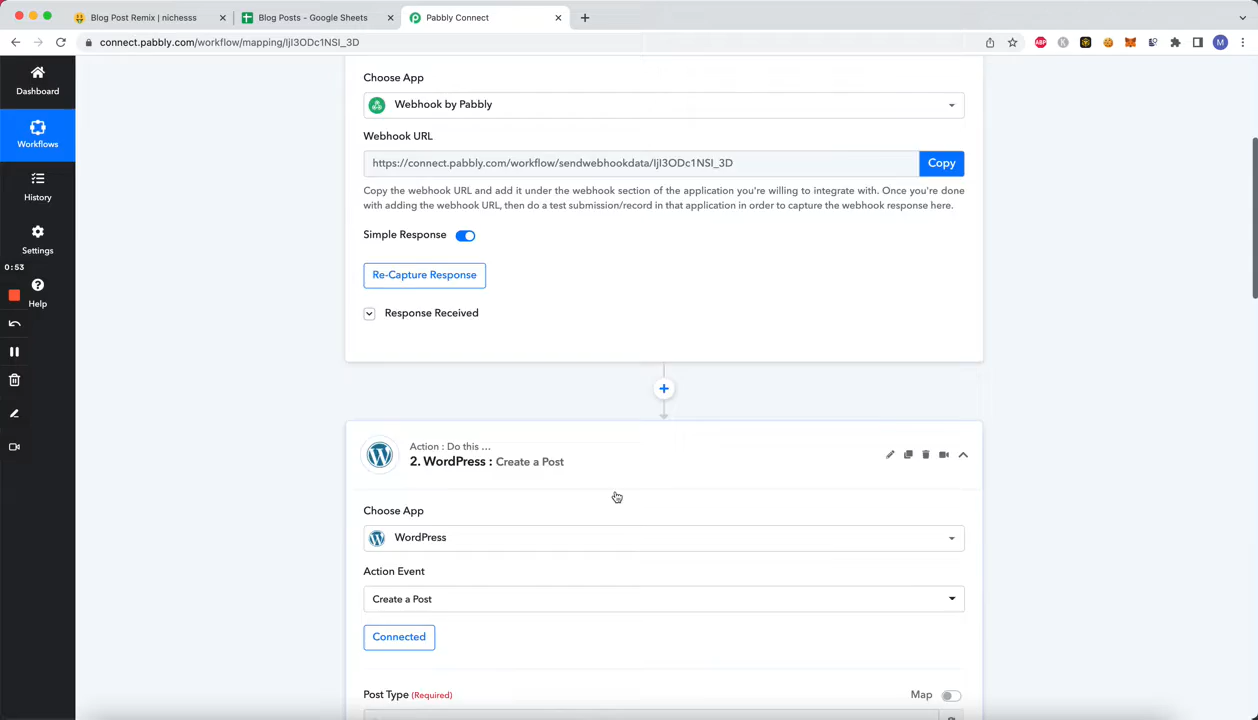 Blog Post Remix | nichesss
Blog Posts - Google Sheets
Pabbly Connect
connect.pabbly.com/workflow/mapping/IjI3ODc1NSI_3D
ABP
M
Dashboard
Workflows
History
Settings
0:53
Help
Choose App
Webhook by Pabbly
Webhook URL
https://connect.pabbly.com/workflow/sendwebhookdata/IjI3ODc1NSI_3D
Copy
Copy the webhook URL and add it under the webhook section of the application you're willing to integrate with. Once you're done
with adding the webhook URL, then do a test submission/record in that application in order to capture the webhook response here.
Simple Response
Re-Capture Response
Response Received
Action : Do this ...
2. WordPress : Create a Post
Choose App
WordPress
Action Event
Create a Post
Connected
Post Type (Required)
Map